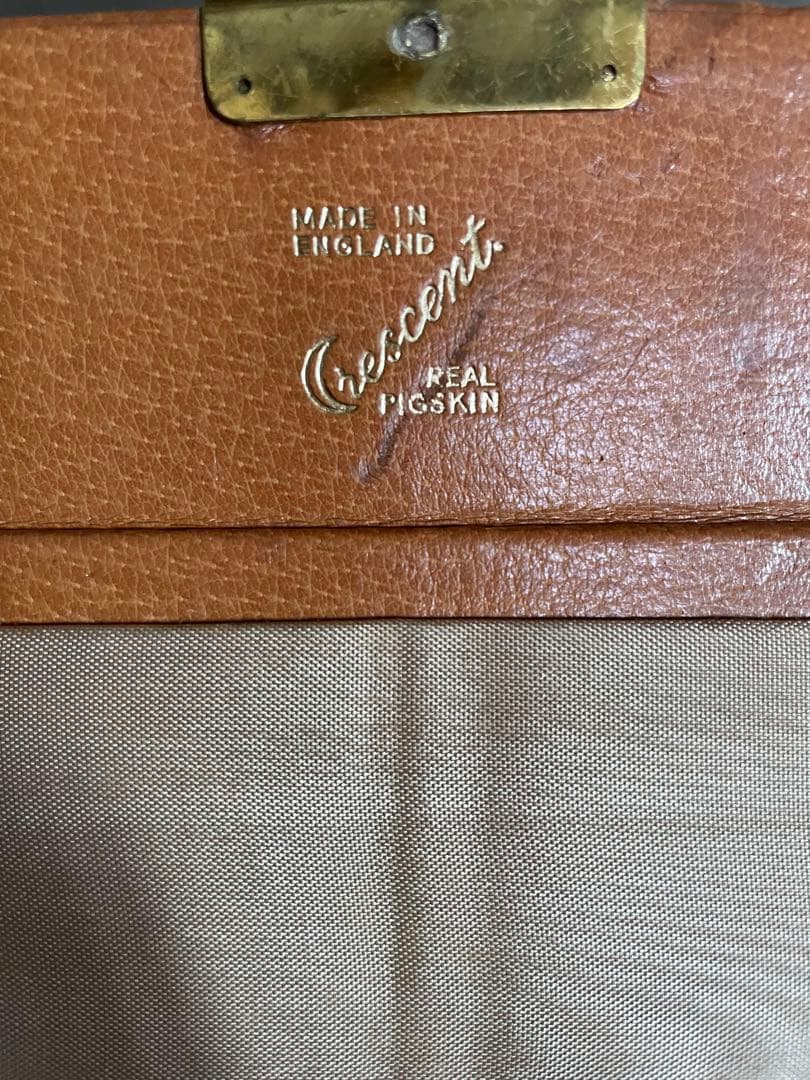 MADE IN
ENGLAND
Crescent.
REAL
PIGSKIN